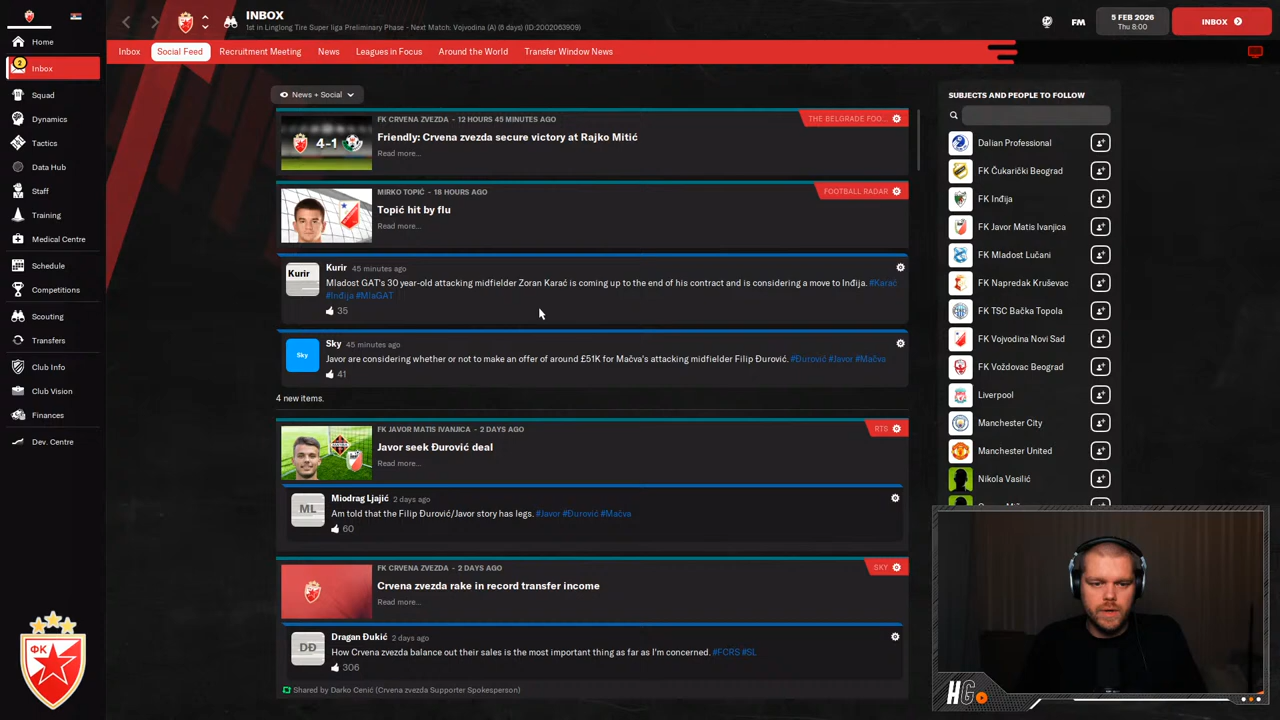 INBOX
1st in Linglong Tire Super liga Preliminary Phase - Next Match: Vojvodina (A) (6 days) (ID:2002063909)
FM
5 FEB 2026
Thu 8:00
INBOX
Inbox
Social Feed
Recruitment Meeting
News
Leagues in Focus
Around the World
Transfer Window News
Home
2
Inbox
Squad
Dynamics
Tactics
Data Hub
Staff
Training
Medical Centre
Schedule
Competitions
Scouting
Transfers
Club Info
Club Vision
Finances
Dev. Centre
News + Social
FK CRVENA ZVEZDA - 12 HOURS 45 MINUTES AGO
THE BELGRADE FOO...
4-1
Friendly: Crvena zvezda secure victory at Rajko Mitić
Read more...
MIRKO TOPIĆ - 18 HOURS AGO
FOOTBALL RADAR
Topić hit by flu
Read more...
Kurir
Kurir 45 minutes ago
Mladost GAT's 30 year-old attacking midfielder Zoran Karać is coming up to the end of his contract and is considering a move to Inđija. #Karać
#Inđija #MlaGAT
35
Sky
Sky 45 minutes ago
Javor are considering whether or not to make an offer of around £51K for Mačva's attacking midfielder Filip Đurović. #Đurović #Javor #Mačva
41
4 new items.
FK JAVOR MATIS IVANJICA - 2 DAYS AGO
RTS
Javor seek Đurović deal
Read more...
ML
Miodrag Ljajić 2 days ago
Am told that the Filip Đurović/Javor story has legs. #Javor #Đurović #Mačva
60
FK CRVENA ZVEZDA - 2 DAYS AGO
SKY
Crvena zvezda rake in record transfer income
Read more...
DĐ
Dragan Đukić 2 days ago
How Crvena zvezda balance out their sales is the most important thing as far as I'm concerned. #FCRS #SL
306
Shared by Darko Cenić (Crvena zvezda Supporter Spokesperson)
SUBJECTS AND PEOPLE TO FOLLOW
Dalian Professional
FK Čukarički Beograd
FK Inđija
FK Javor Matis Ivanjica
FK Mladost Lučani
FK Napredak Kruševac
FK TSC Bačka Topola
FK Vojvodina Novi Sad
FK Voždovac Beograd
Liverpool
Manchester City
Manchester United
Nikola Vasilić
ФК
HG